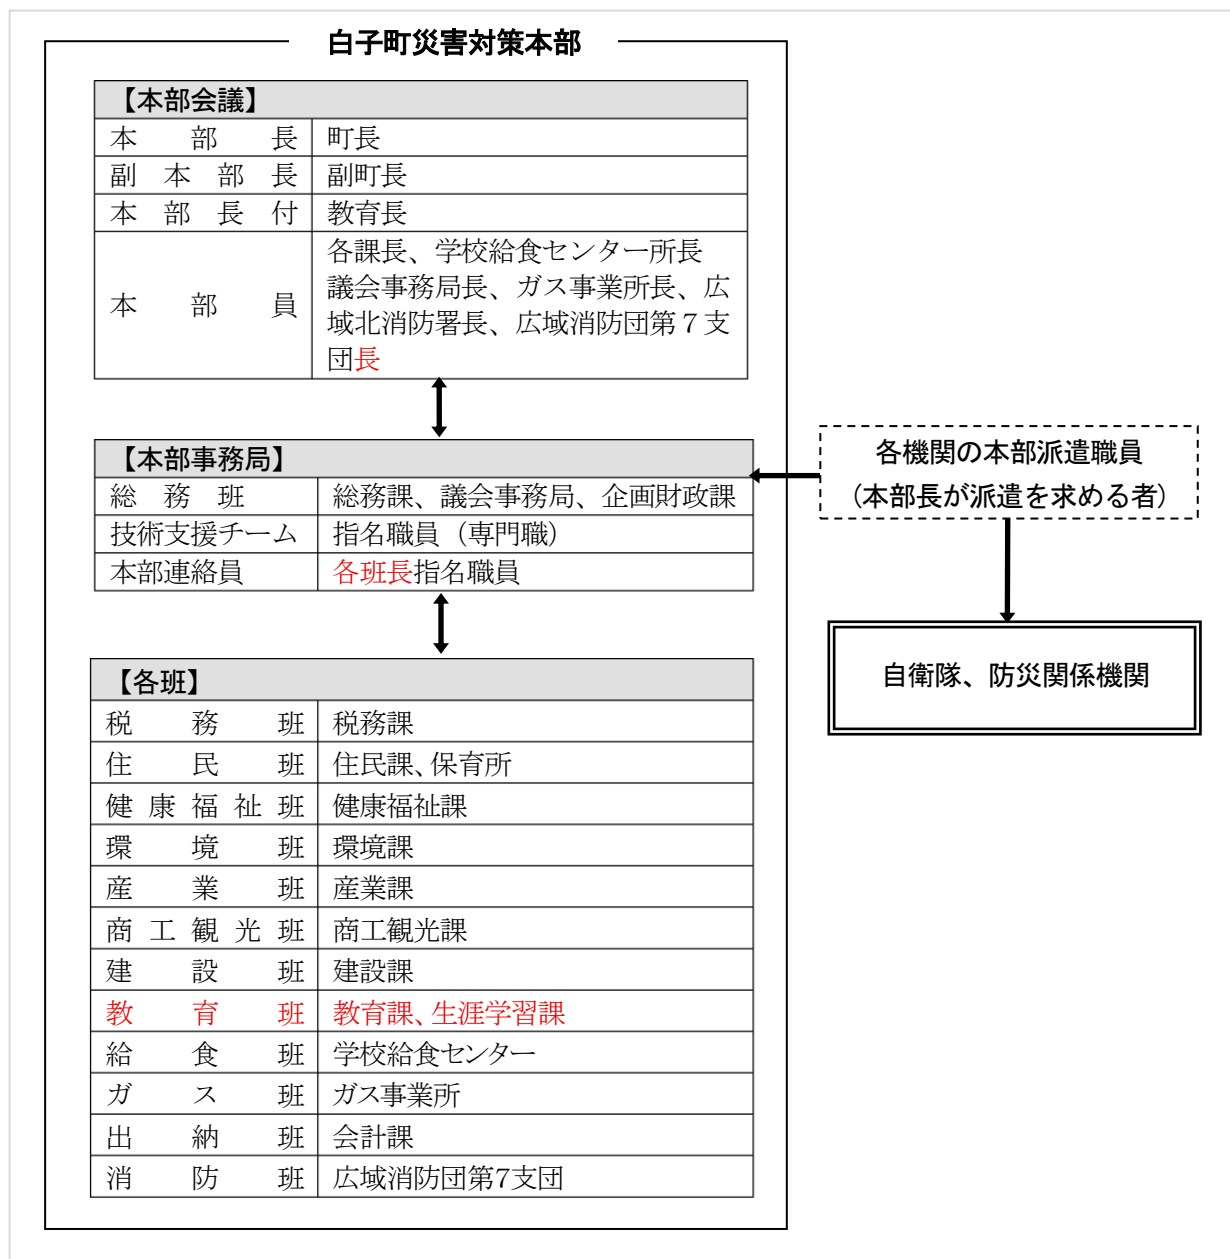 白子町災害対策本部
【本部会議】
本部長 町長
副本部長 副町長
本部長付 教育長
本部員 各課長、学校給食センター所長
議会事務局長、ガス事業所長、広
域北消防署長、広域消防団第７支
団長
【本部事務局】
総務班 総務課、議会事務局、企画財政課
技術支援チーム 指名職員（専門職）
本部連絡員 各班長指名職員
各機関の本部派遣職員
（本部長が派遣を求める者）
自衛隊、防災関係機関
【各班】
税務班 税務課
住民班 住民課、保育所
健康福祉班 健康福祉課
環境班 環境課
産業班 産業課
商工観光班 商工観光課
建設班 建設課
教育班 教育課、生涯学習課
給食班 学校給食センター
ガス班 ガス事業所
出納班 会計課
消防班 広域消防団第7支団